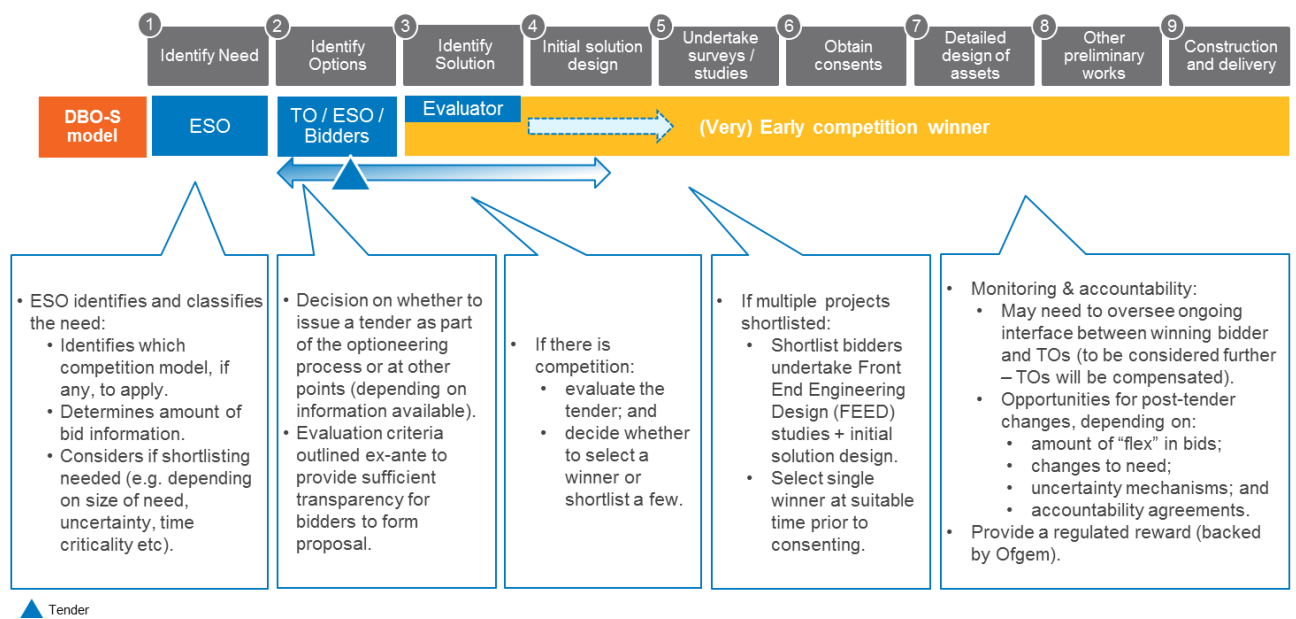 1
Identify Need
2
Identify
Options
3
Identify
Solution
4
Initial solution
design
5
Undertake
surveys /
studies
6
Obtain
consents
7
Detailed
design of
assets
8
Other
preliminary
works
9
Construction
and delivery
DBO-S
model
ESO
TO / ESO /
Bidders
Evaluator
(Very) Early competition winner
• ESO identifies and classifies
the need:
• Identifies which
competition model, if
any, to apply.
• Determines amount of
bid information.
• Considers if shortlisting
needed (e.g. depending
on size of need,
uncertainty, time
criticality etc).
• Decision on whether to
issue a tender as part
of the optioneering
process or at other
points (depending on
information available).
• Evaluation criteria
outlined ex-ante to
provide sufficient
transparency for
bidders to form
proposal.
• If there is
competition:
• evaluate the
tender; and
• decide whether
to select a
winner or
shortlist a few.
• If multiple projects
shortlisted:
• Shortlist bidders
undertake Front
End Engineering
Design (FEED)
studies + initial
solution design.
• Select single
winner at suitable
time prior to
consenting.
• Monitoring & accountability:
• May need to oversee ongoing
interface between winning bidder
and TOs (to be considered further
– TOs will be compensated).
• Opportunities for post-tender
changes, depending on:
• amount of “flex” in bids;
• changes to need;
• uncertainty mechanisms; and
• accountability agreements.
• Provide a regulated reward (backed
by Ofgem).
Tender